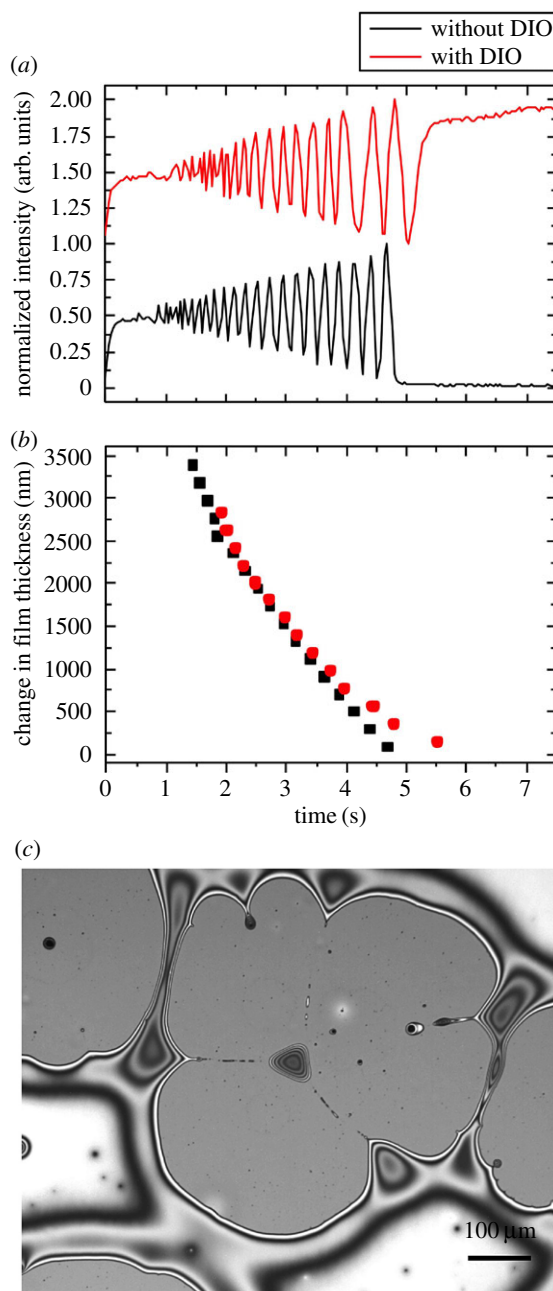 without DIO
with DIO
(a)
normalized intensity (arb. units)
2.00
1.75
1.50
1.25
1.00
0.75
0.50
0.25
0
(b)
change in film thickness (nm)
3500
3000
2500
2000
1500
1000
500
0
0 1 2 3 4 5 6 7
time (s)
(c)
100 µm